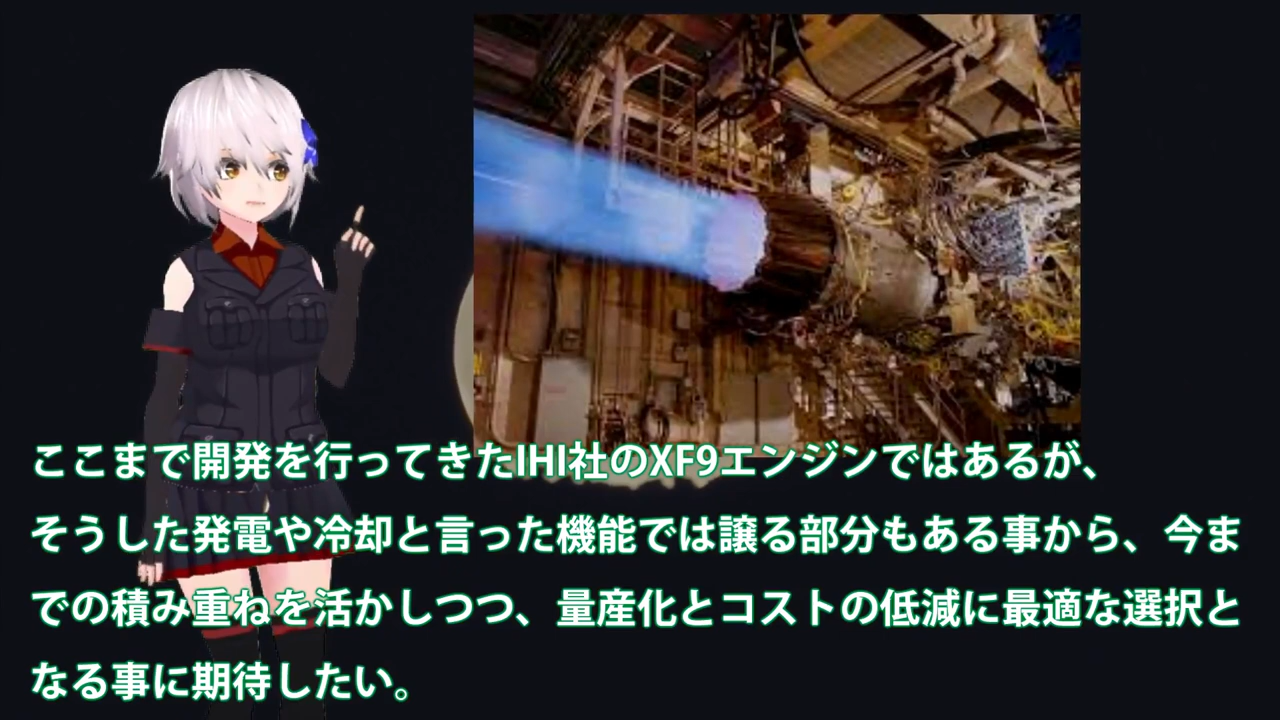 ここまで開発を行ってきたIHI社のXF9エンジンではあるが、
そうした発電や冷却と言った機能では譲る部分もある事から、今ま
での積み重ねを活かしつつ、量産化とコストの低減に最適な選択と
なる事に期待したい。